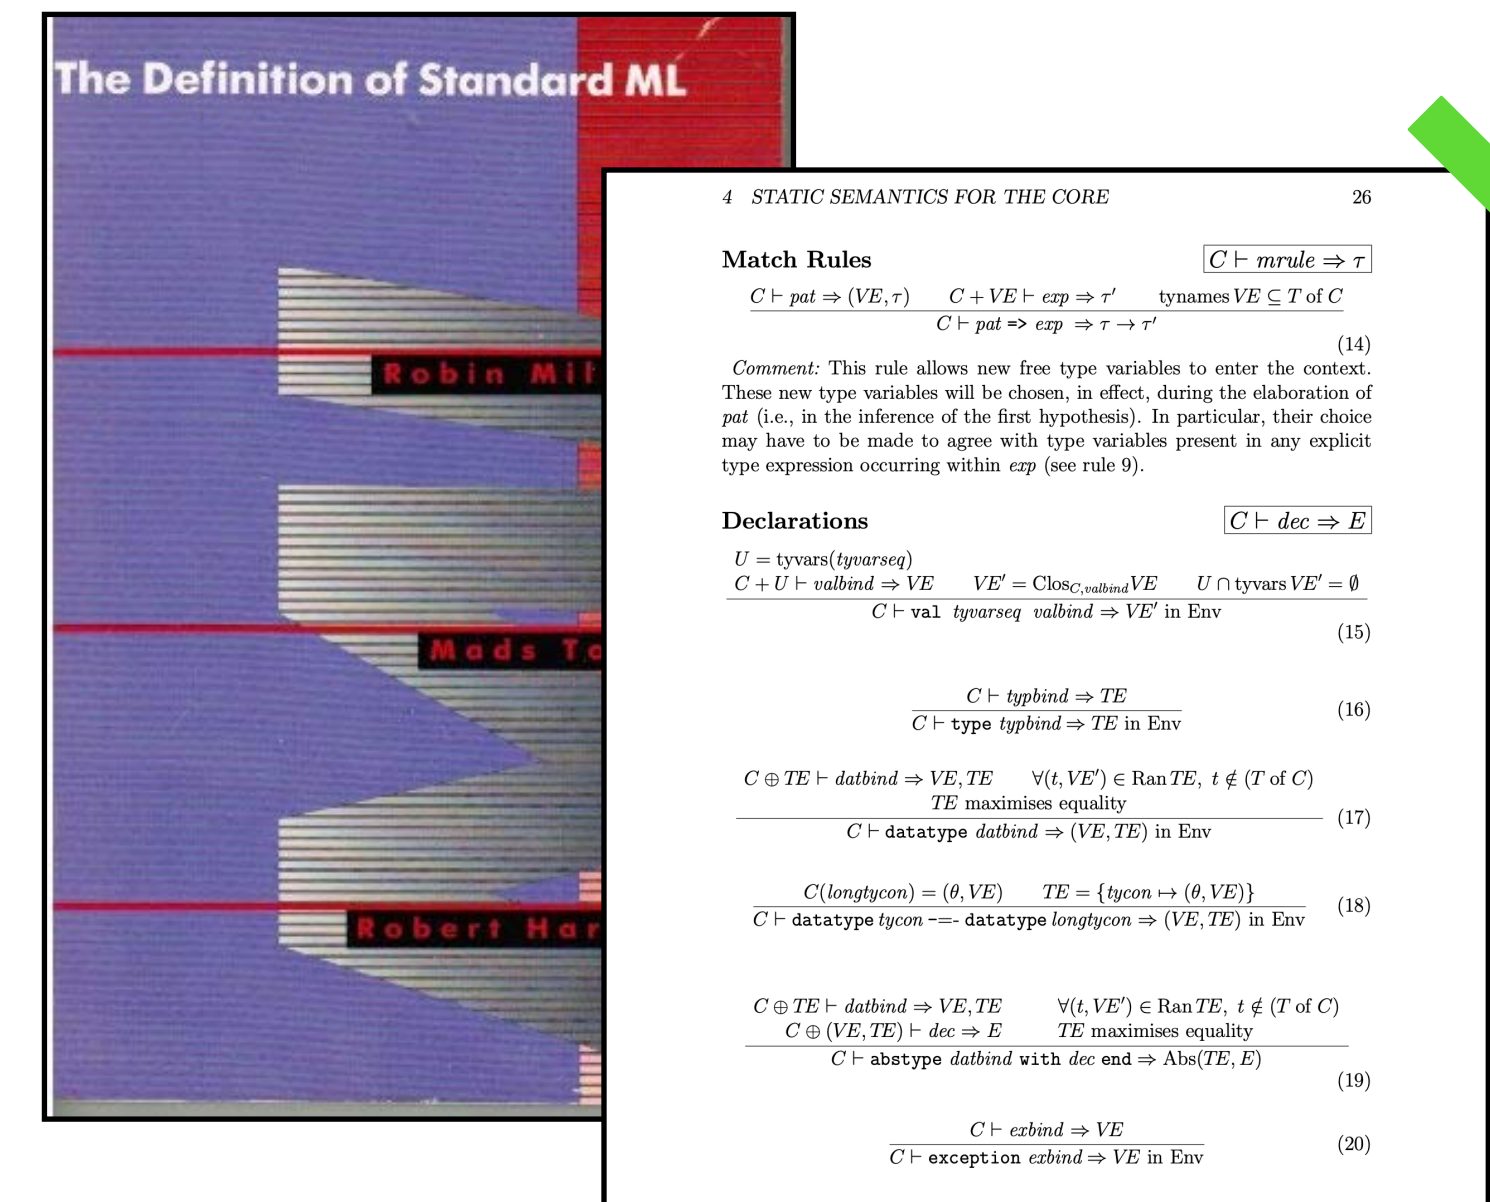 The Definition of Standard ML
Robin Mil
Mads To
Robert Har
4 STATIC SEMANTICS FOR THE CORE 26
Match Rules C ⊢ mrule ⇒ τ
C ⊢ pat ⇒ (VE, τ) C + VE ⊢ exp ⇒ τ′ tynames VE ⊆ T of C
C ⊢ pat => exp ⇒ τ → τ′
(14)
Comment: This rule allows new free type variables to enter the context.
These new type variables will be chosen, in effect, during the elaboration of
pat (i.e., in the inference of the first hypothesis). In particular, their choice
may have to be made to agree with type variables present in any explicit
type expression occurring within exp (see rule 9).
Declarations C ⊢ dec ⇒ E
U = tyvars(tyvarseq)
C + U ⊢ valbind ⇒ VE VE′ = Clos_{C,valbind}VE U ∩ tyvars VE′ = ∅
C ⊢ val tyvarseq valbind ⇒ VE′ in Env
(15)
C ⊢ typbind ⇒ TE
C ⊢ type typbind ⇒ TE in Env
(16)
C ⊕ TE ⊢ datbind ⇒ VE, TE ∀(t, VE′) ∈ Ran TE, t ∉ (T of C)
TE maximises equality
C ⊢ datatype datbind ⇒ (VE, TE) in Env
(17)
C(longtycon) = (θ, VE) TE = {tycon ↦ (θ, VE)}
C ⊢ datatype tycon -=- datatype longtycon ⇒ (VE, TE) in Env
(18)
C ⊕ TE ⊢ datbind ⇒ VE, TE ∀(t, VE′) ∈ Ran TE, t ∉ (T of C)
C ⊕ (VE, TE) ⊢ dec ⇒ E TE maximises equality
C ⊢ abstype datbind with dec end ⇒ Abs(TE, E)
(19)
C ⊢ exbind ⇒ VE
C ⊢ exception exbind ⇒ VE in Env
(20)